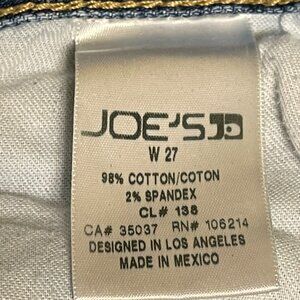 JOE'S
W 27
98% COTTON/COTON
2% SPANDEX
CL# 138
CA# 35037 RN# 106214
DESIGNED IN LOS ANGELES
MADE IN MEXICO